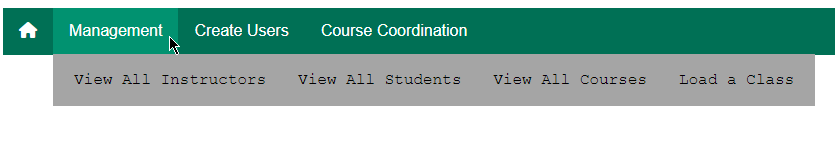 Management Create Users Course Coordination
View All Instructors View All Students View All Courses Load a Class